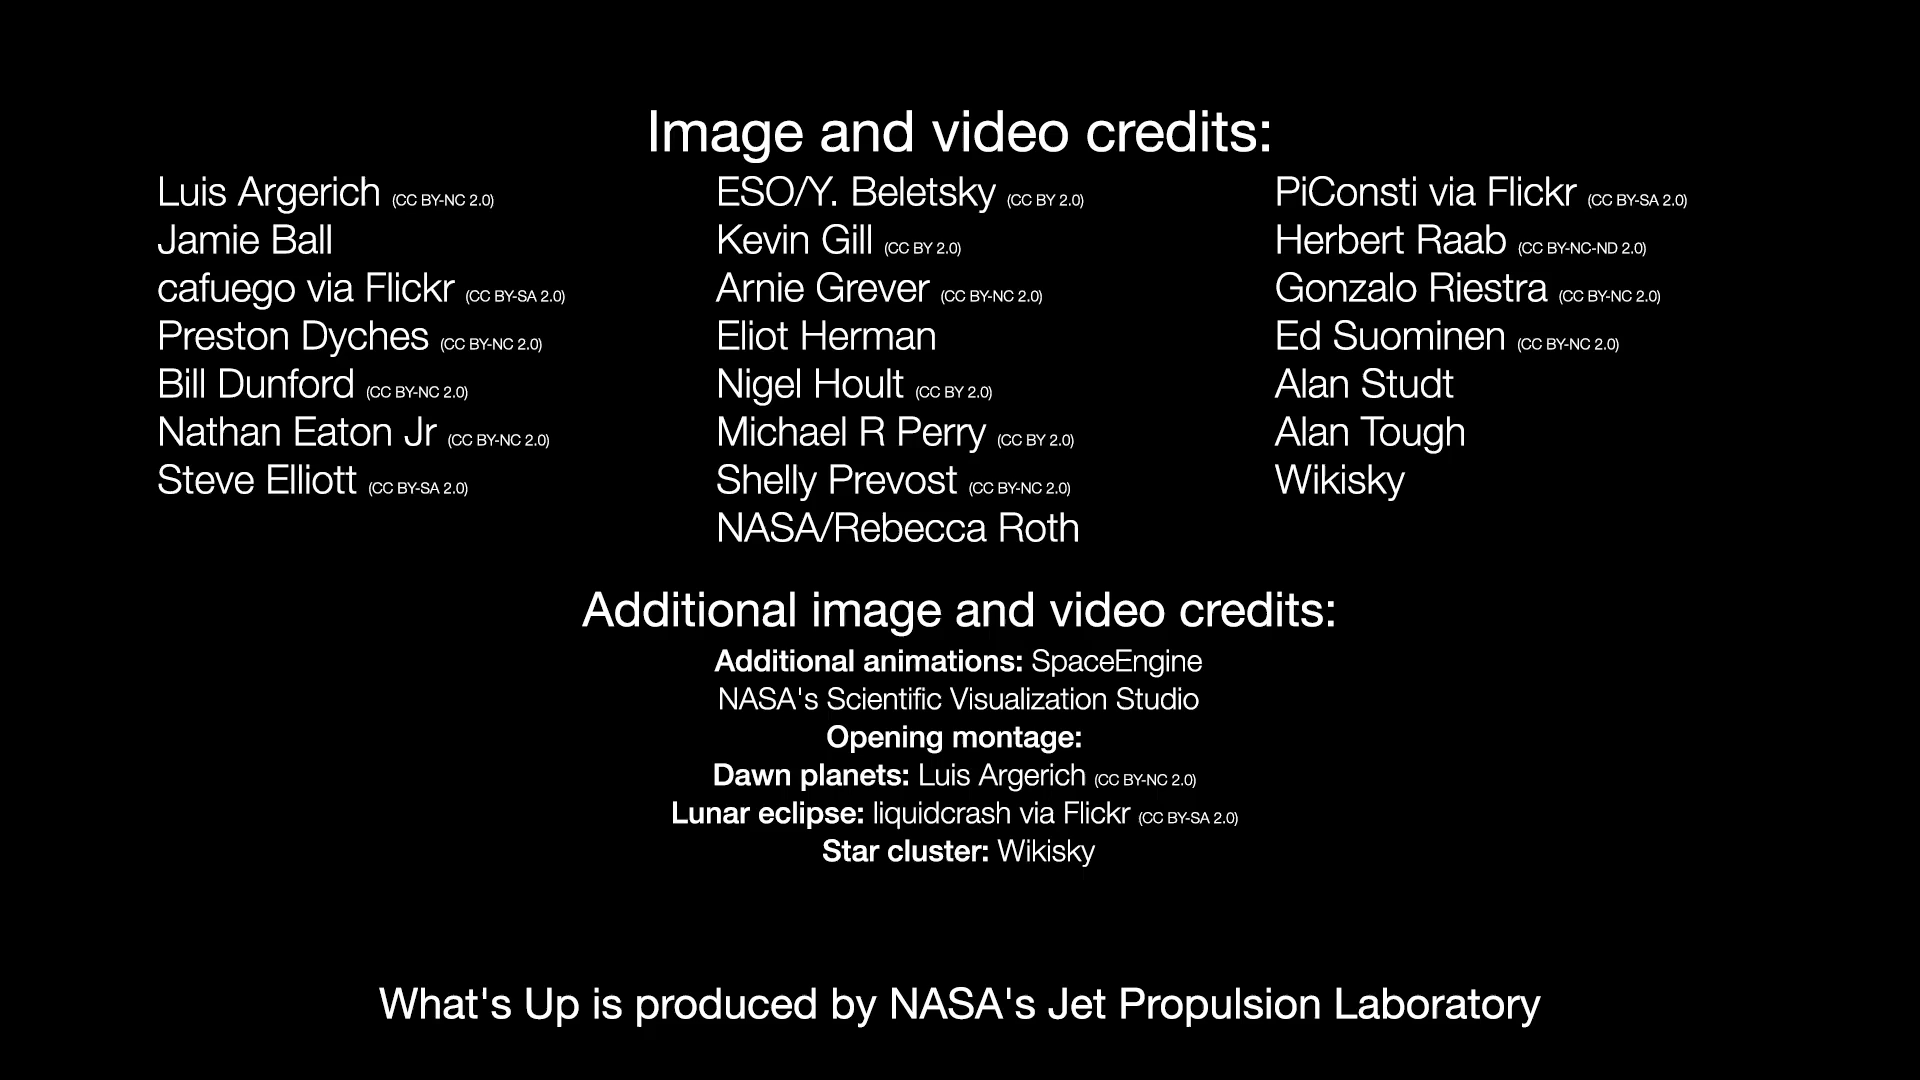 Image and video credits:
Luis Argerich (CC BY-NC 2.0)
Jamie Ball
cafuego via Flickr (CC BY-SA 2.0)
Preston Dyches (CC BY-NC 2.0)
Bill Dunford (CC BY-NC 2.0)
Nathan Eaton Jr (CC BY-NC 2.0)
Steve Elliott (CC BY-SA 2.0)
ESO/Y. Beletsky (CC BY 2.0)
Kevin Gill (CC BY 2.0)
Arnie Grever (CC BY-NC 2.0)
Eliot Herman
Nigel Hoult (CC BY 2.0)
Michael R Perry (CC BY 2.0)
Shelly Prevost (CC BY-NC 2.0)
NASA/Rebecca Roth
PiConsti via Flickr (CC BY-SA 2.0)
Herbert Raab (CC BY-NC-ND 2.0)
Gonzalo Riestra (CC BY-NC 2.0)
Ed Suominen (CC BY-NC 2.0)
Alan Studt
Alan Tough
Wikisky
Additional image and video credits:
Additional animations: SpaceEngine
NASA's Scientific Visualization Studio
Opening montage:
Dawn planets: Luis Argerich (CC BY-NC 2.0)
Lunar eclipse: liquidcrash via Flickr (CC BY-SA 2.0)
Star cluster: Wikisky
What's Up is produced by NASA's Jet Propulsion Laboratory